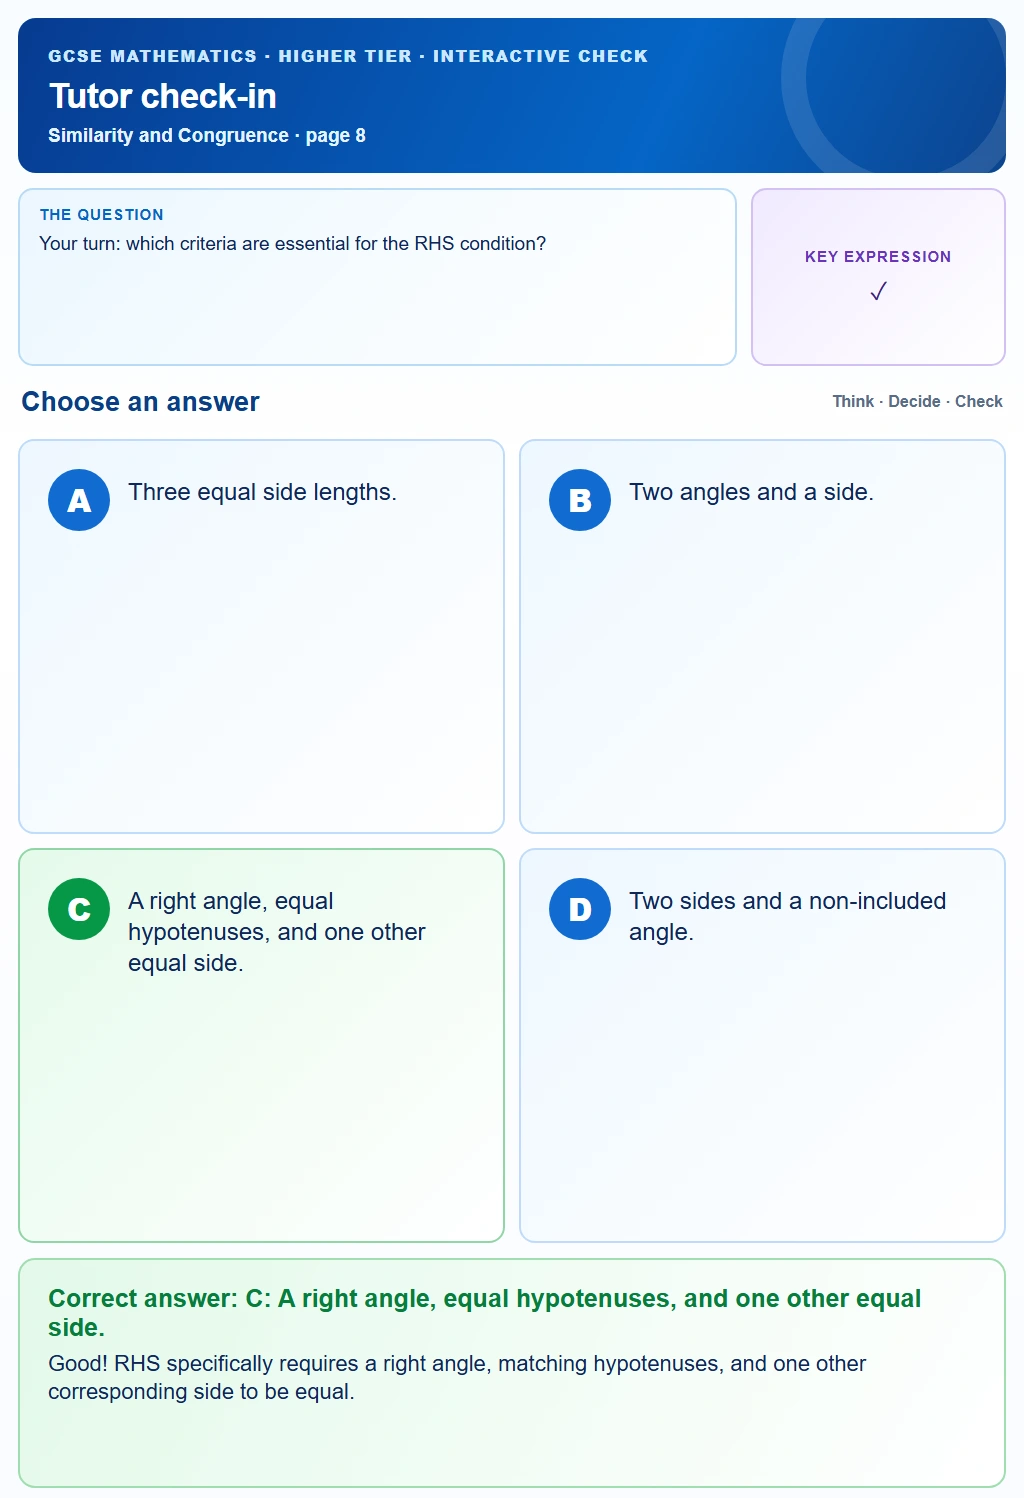 GCSE MATHEMATICS · HIGHER TIER · INTERACTIVE CHECK
Tutor check-in
Similarity and Congruence · page 8
THE QUESTION
Your turn: which criteria are essential for the RHS condition?
KEY EXPRESSION
✓
Choose an answer
Think · Decide · Check
A
Three equal side lengths.
B
Two angles and a side.
C
A right angle, equal
hypotenuses, and one other
equal side.
D
Two sides and a non-included
angle.
Correct answer: C: A right angle, equal hypotenuses, and one other equal
side.
Good! RHS specifically requires a right angle, matching hypotenuses, and one other
corresponding side to be equal.